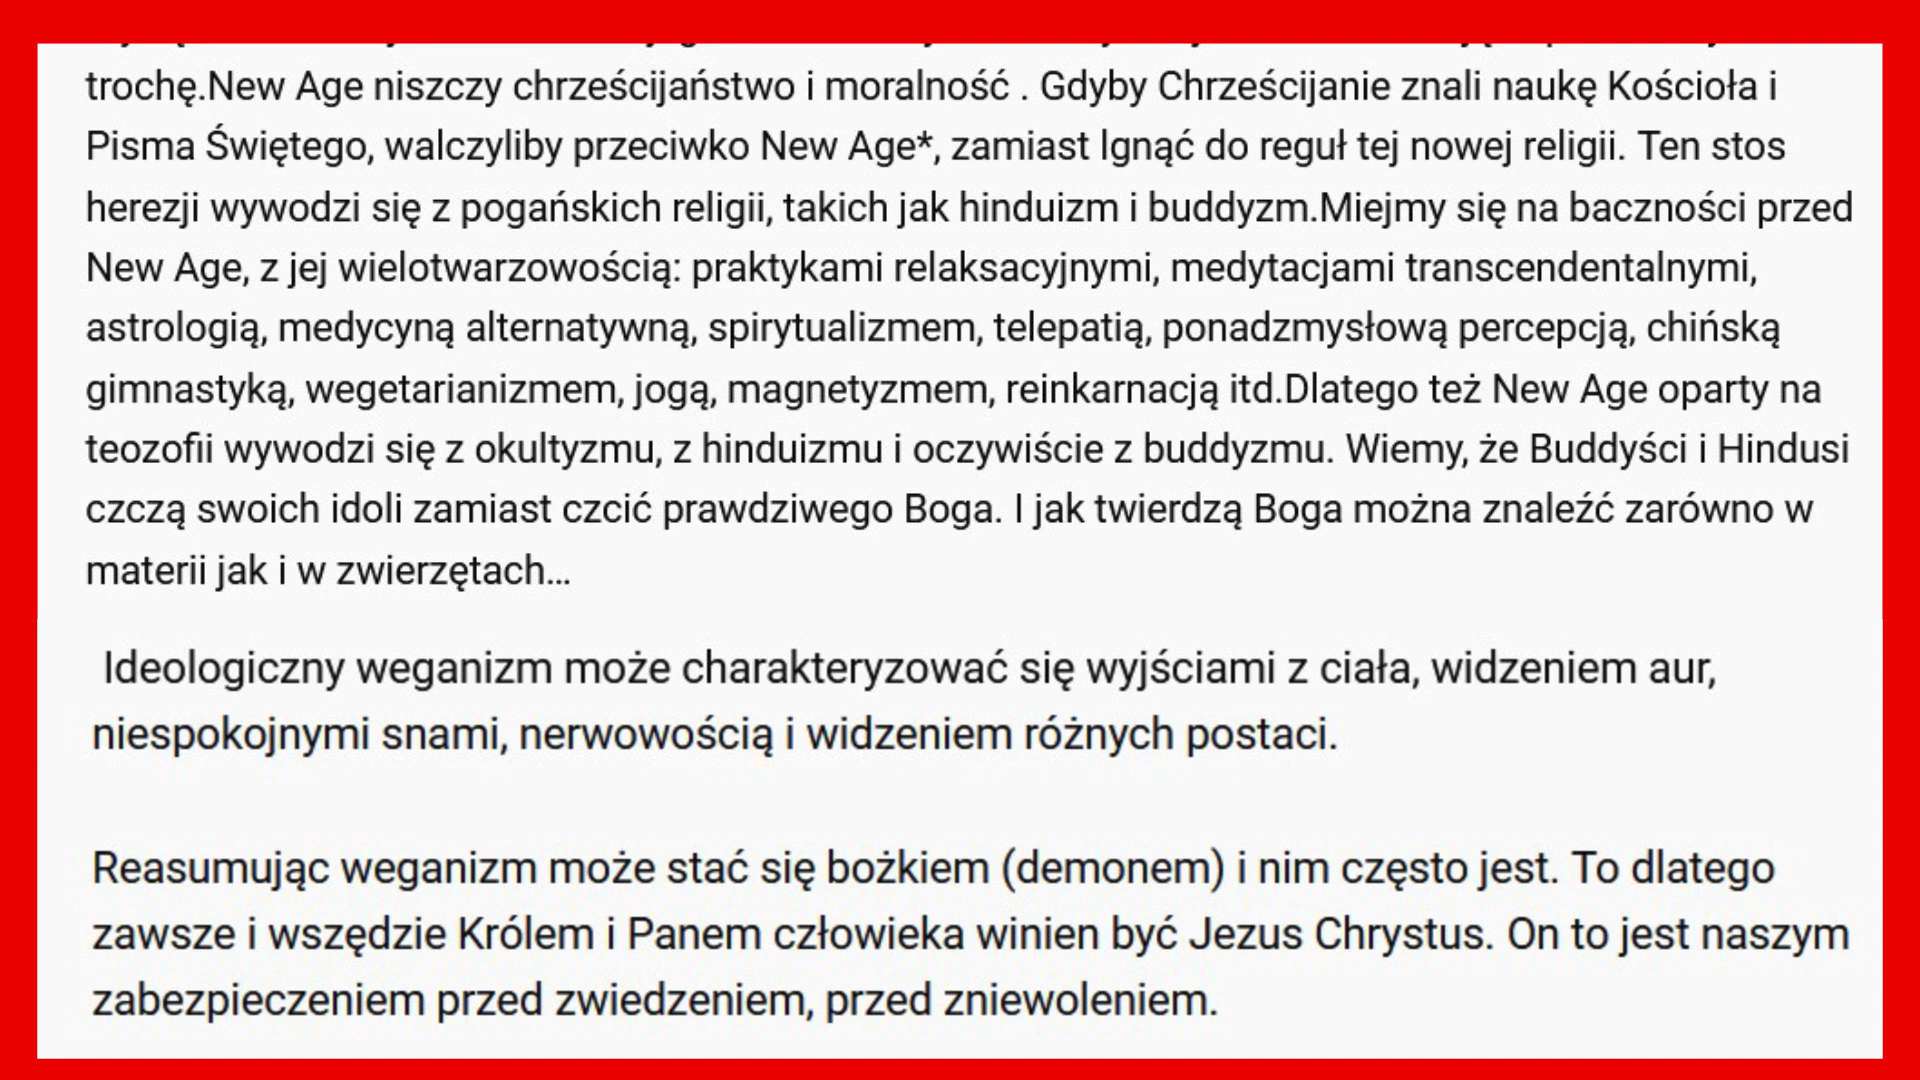 trochę.New Age niszczy chrześcijaństwo i moralność . Gdyby Chrześcijanie znali naukę Kościoła i
Pisma Świętego, walczyliby przeciwko New Age*, zamiast lgnąć do reguł tej nowej religii. Ten stos
herezji wywodzi się z pogańskich religii, takich jak hinduizm i buddyzm.Miejmy się na baczności przed
New Age, z jej wielotwarzowością: praktykami relaksacyjnymi, medytacjami transcendentalnymi,
astrologią, medycyną alternatywną, spirytualizmem, telepatią, ponadzmysłową percepcją, chińską
gimnastyką, wegetarianizmem, jogą, magnetyzmem, reinkarnacją itd.Dlatego też New Age oparty na
teozofii wywodzi się z okultyzmu, z hinduizmu i oczywiście z buddyzmu. Wiemy, że Buddyści i Hindusi
czczą swoich idoli zamiast czcić prawdziwego Boga. I jak twierdzą Boga można znaleźć zarówno w
materii jak i w zwierzętach...
Ideologiczny weganizm może charakteryzować się wyjściami z ciała, widzeniem aur,
niespokojnymi snami, nerwowością i widzeniem różnych postaci.
Reasumując weganizm może stać się bożkiem (demonem) i nim często jest. To dlatego
zawsze i wszędzie Królem i Panem człowieka winien być Jezus Chrystus. On to jest naszym
zabezpieczeniem przed zwiedzeniem, przed zniewoleniem.